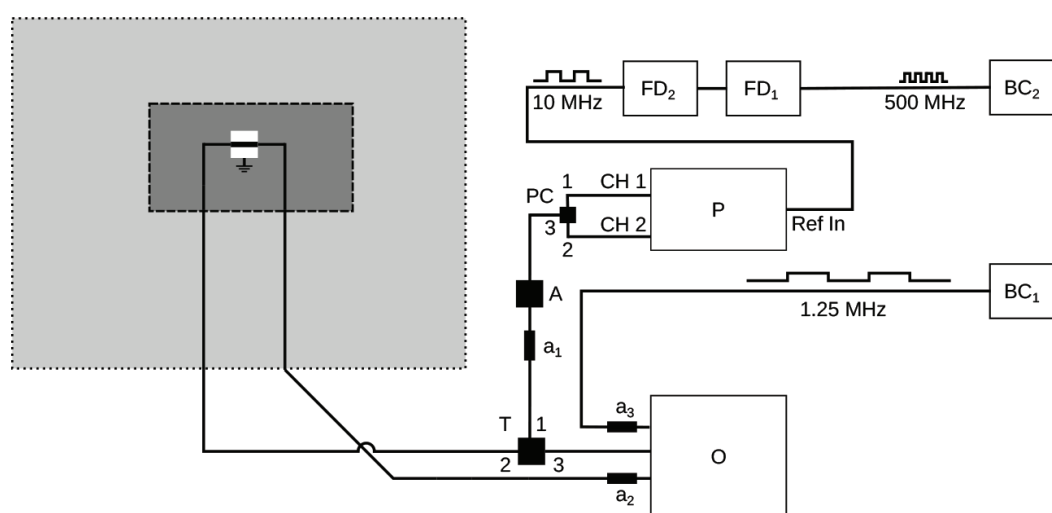 10 MHz
FD2
FD1
500 MHz
BC2
PC
1
CH 1
3
CH 2
2
P
Ref In
A
1.25 MHz
BC1
a1
T
1
2
3
a3
O
a2